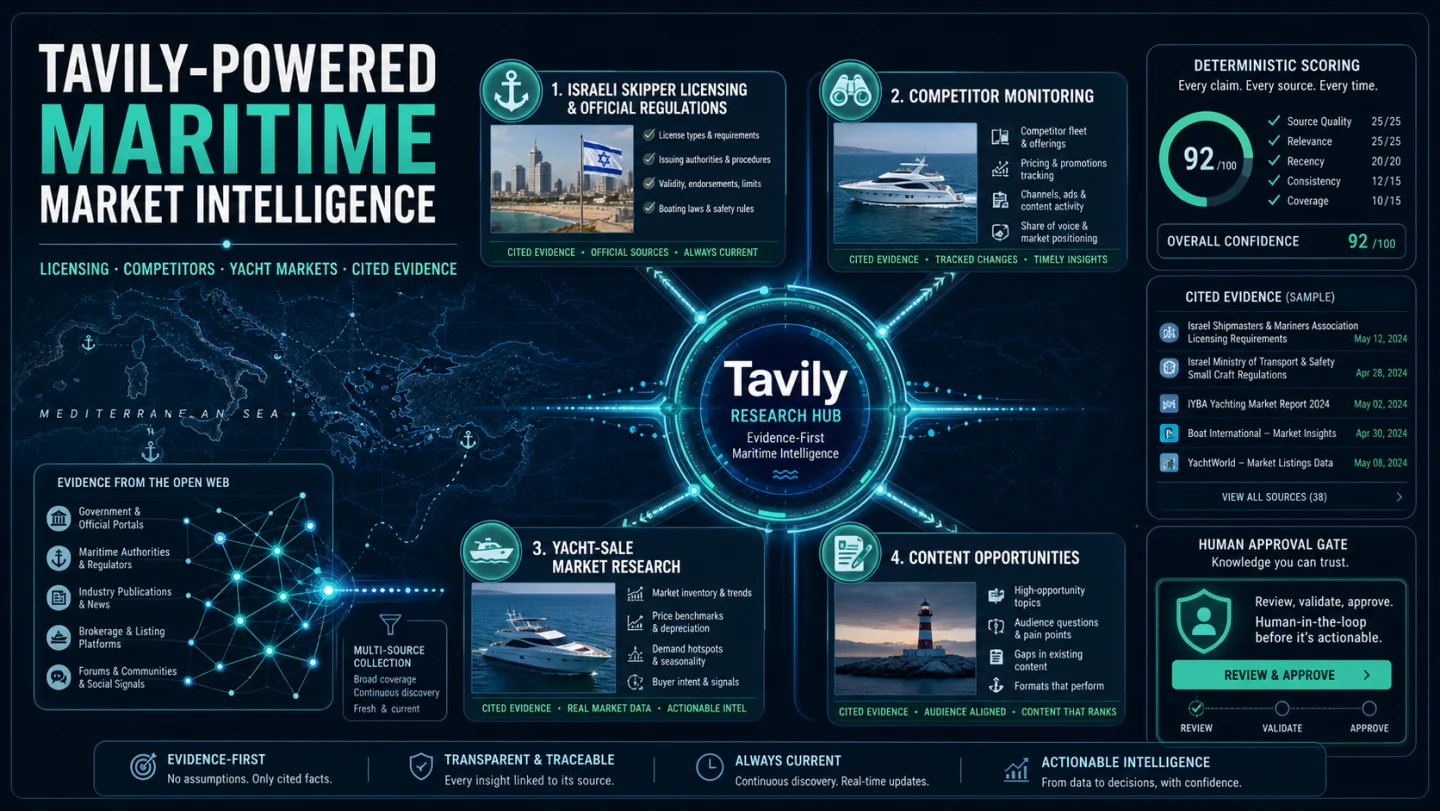 TAVILY-POWERED
MARITIME
MARKET INTELLIGENCE
LICENSING · COMPETITORS · YACHT MARKETS · CITED EVIDENCE
1. ISRAELI SKIPPER LICENSING
& OFFICIAL REGULATIONS
License types & requirements
Issuing authorities & procedures
Validity, endorsements, limits
Boating laws & safety rules
CITED EVIDENCE • OFFICIAL SOURCES • ALWAYS CURRENT
2. COMPETITOR MONITORING
Competitor fleet
& offerings
Pricing & promotions
tracking
Channels, ads &
content activity
Share of voice &
market positioning
CITED EVIDENCE • TRACKED CHANGES • TIMELY INSIGHTS
DETERMINISTIC SCORING
Every claim. Every source. Every time.
92 /100
Source Quality 25/25
Relevance 25/25
Recency 20/20
Consistency 12/15
Coverage 10/15
OVERALL CONFIDENCE 92 /100
CITED EVIDENCE (SAMPLE)
Israel Shipmasters & Mariners Association
Licensing Requirements May 12, 2024
Israel Ministry of Transport & Safety
Small Craft Regulations Apr 28, 2024
IYBA Yachting Market Report 2024 May 02, 2024
Boat International – Market Insights Apr 30, 2024
YachtWorld – Market Listings Data May 08, 2024
VIEW ALL SOURCES (38)
MEDITERRANEAN SEA
Tavily
RESEARCH HUB
Evidence-First
Maritime Intelligence
EVIDENCE FROM THE OPEN WEB
Government &
Official Portals
Maritime Authorities
& Regulators
Industry Publications
& News
Brokerage & Listing
Platforms
Forums & Communities
& Social Signals
MULTI-SOURCE
COLLECTION
Broad coverage
Continuous discovery
Fresh & current
3. YACHT-SALE
MARKET RESEARCH
Market inventory & trends
Price benchmarks
& depreciation
Demand hotspots
& seasonality
Buyer intent & signals
CITED EVIDENCE • REAL MARKET DATA • ACTIONABLE INTEL
4. CONTENT OPPORTUNITIES
High-opportunity
topics
Audience questions
& pain points
Gaps in existing
content
Formats that perform
CITED EVIDENCE • AUDIENCE ALIGNED • CONTENT THAT RANKS
HUMAN APPROVAL GATE
Knowledge you can trust.
Review, validate, approve.
Human-in-the-loop
before it's actionable.
REVIEW & APPROVE
REVIEW VALIDATE APPROVE
EVIDENCE-FIRST
No assumptions. Only cited facts.
TRANSPARENT & TRACEABLE
Every insight linked to its source.
ALWAYS CURRENT
Continuous discovery. Real-time updates.
ACTIONABLE INTELLIGENCE
From data to decisions, with confidence.